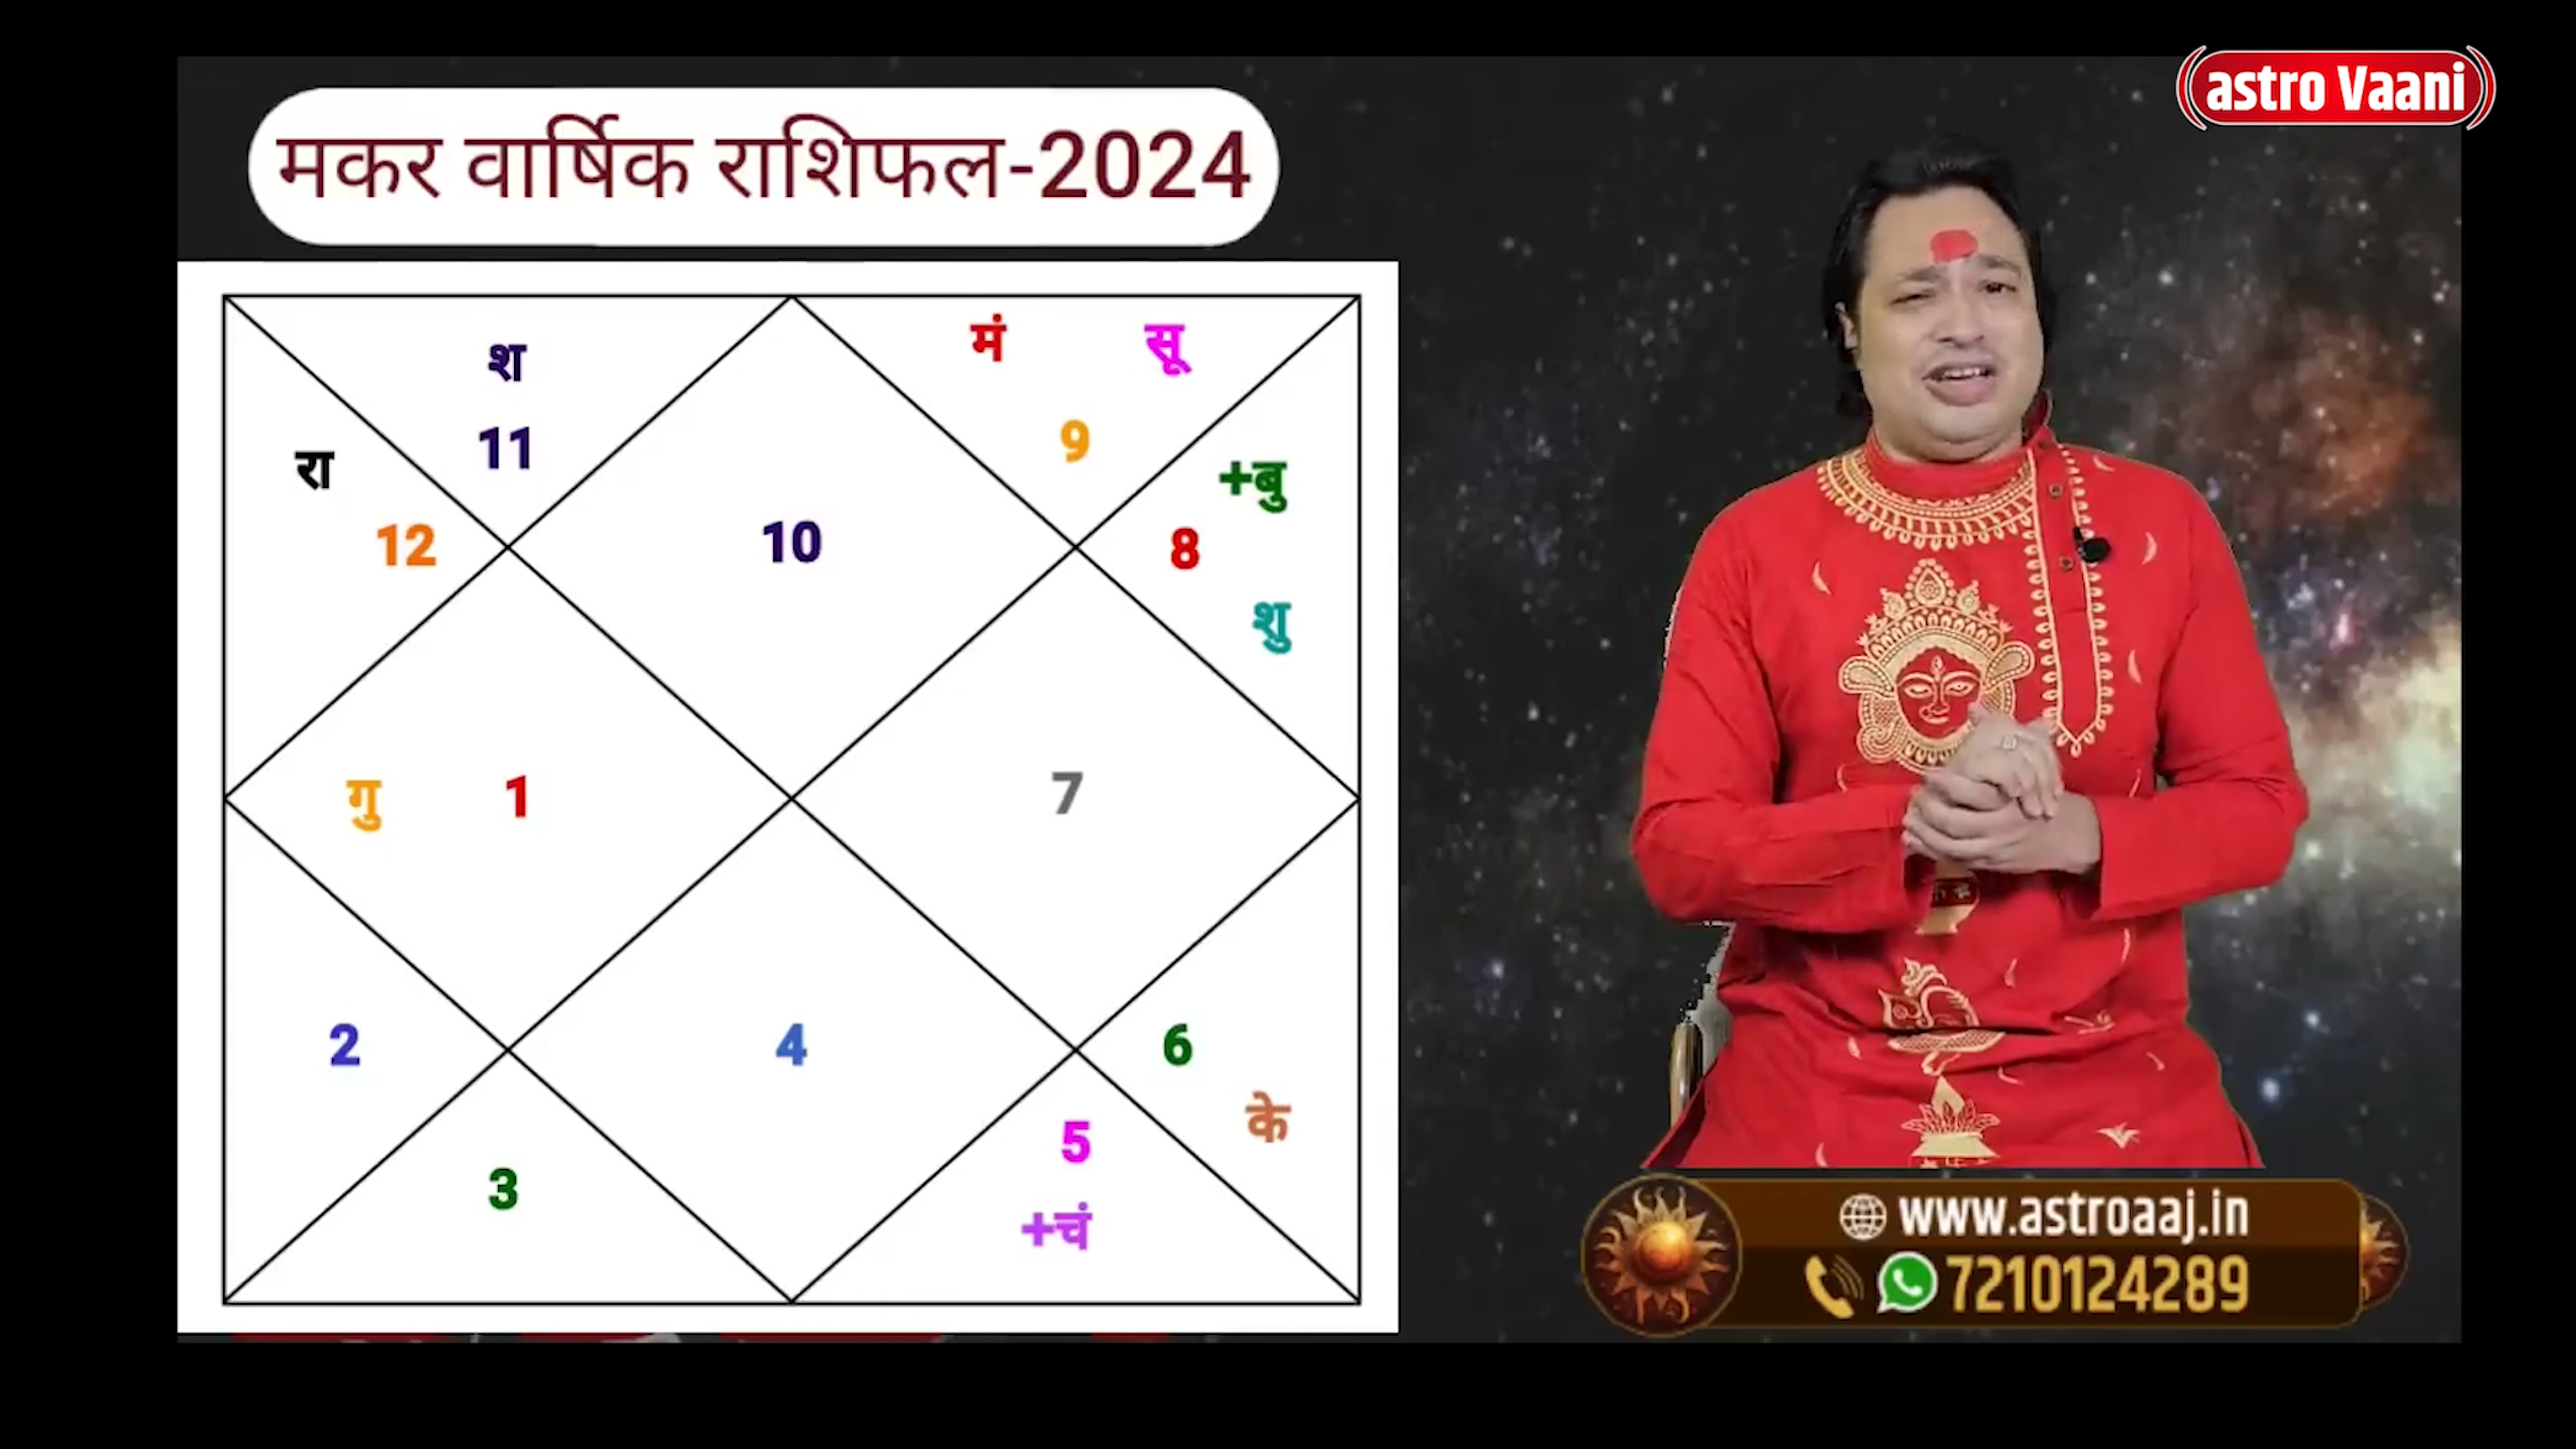 astro Vaani
मकर वार्षिक राशिफल-2024
श
मं सू
11
9
रा
+बु
12
10
8
शु
गु 1
7
2
4
6
5
के
3
+चं
www.astroaaj.in
7210124289